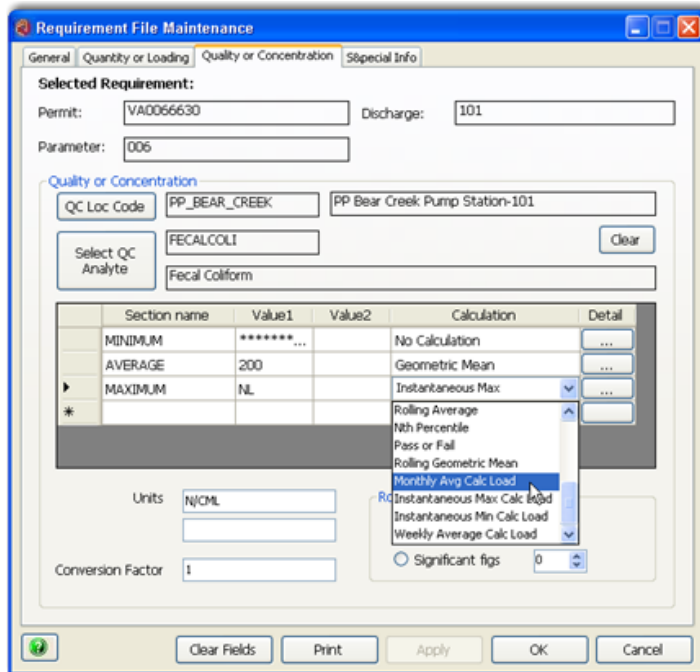 Requirement File Maintenance
General Quantity or Loading Quality or Concentration S8pecial Info
Selected Requirement:
Permit: VA0066630 Discharge: 101
Parameter: 006
Quality or Concentration
QC Loc Code PP_BEAR_CREEK PP Bear Creek Pump Station-101
Select QC Analyte FECALCOLI Clear
Fecal Coliform
Section name Value1 Value2 Calculation Detail
MINIMUM *******... No Calculation ...
AVERAGE 200 Geometric Mean ...
MAXIMUM NL Instantaneous Max ...
*
Rolling Average
Nth Percentile
Pass or Fail
Rolling Geometric Mean
Monthly Avg Calc Load
Instantaneous Max Calc Load
Instantaneous Min Calc Load
Weekly Average Calc Load
Units N/CML
Significant figs 0
Conversion Factor 1
Clear Fields Print Apply OK Cancel